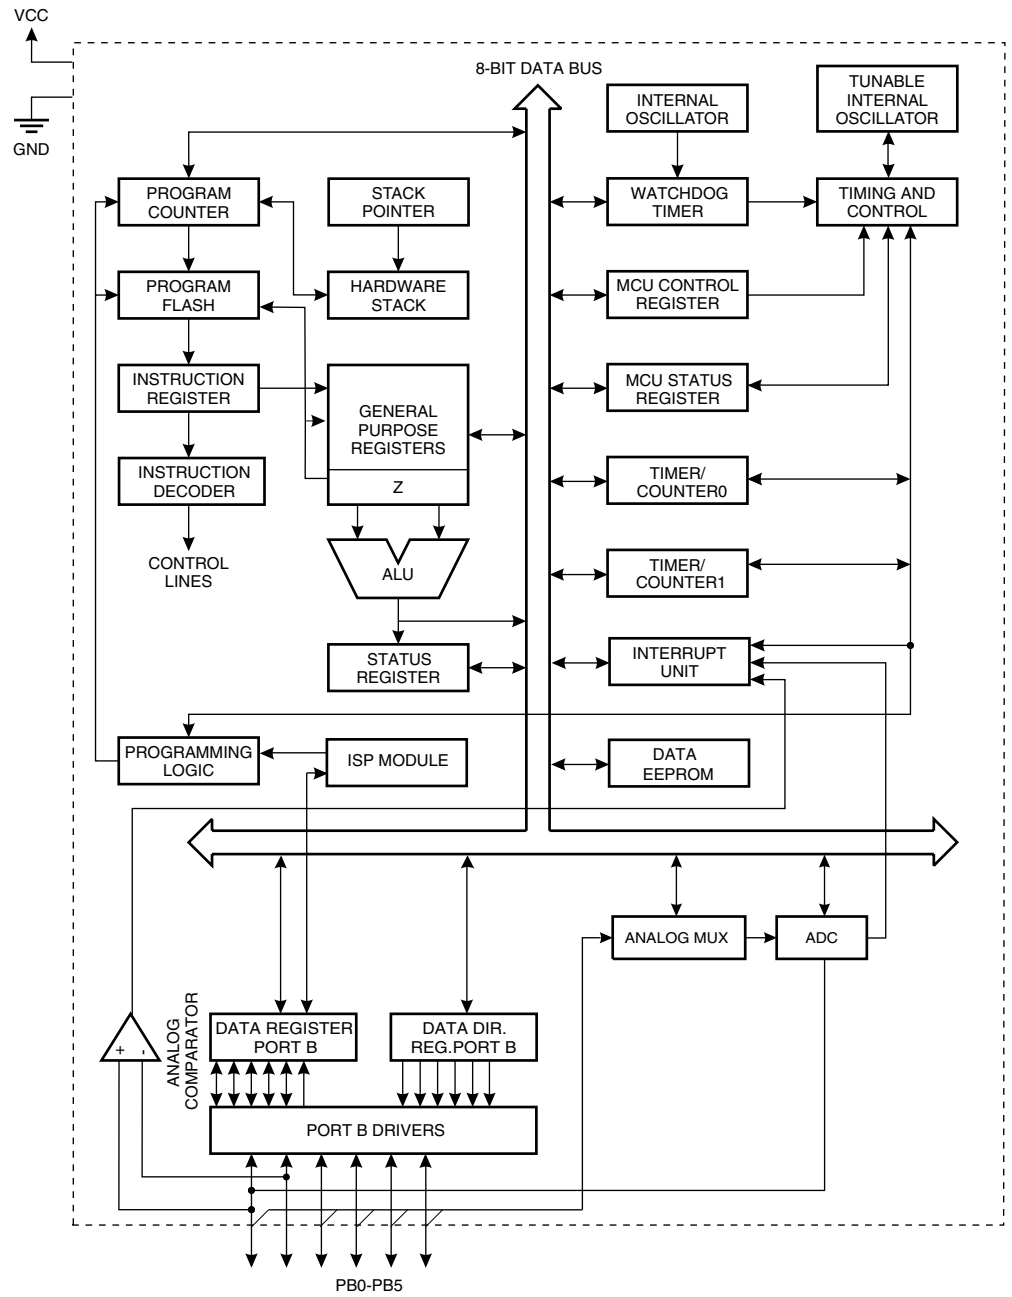 VCC
GND
8-BIT DATA BUS
INTERNAL
OSCILLATOR
TUNABLE
INTERNAL
OSCILLATOR
PROGRAM
COUNTER
STACK
POINTER
WATCHDOG
TIMER
TIMING AND
CONTROL
PROGRAM
FLASH
HARDWARE
STACK
MCU CONTROL
REGISTER
INSTRUCTION
REGISTER
GENERAL
PURPOSE
REGISTERS
Z
MCU STATUS
REGISTER
INSTRUCTION
DECODER
TIMER/
COUNTER0
CONTROL
LINES
ALU
TIMER/
COUNTER1
STATUS
REGISTER
INTERRUPT
UNIT
PROGRAMMING
LOGIC
ISP MODULE
DATA
EEPROM
ANALOG MUX
ADC
+
-
ANALOG
COMPARATOR
DATA REGISTER
PORT B
DATA DIR.
REG.PORT B
PORT B DRIVERS
PB0-PB5